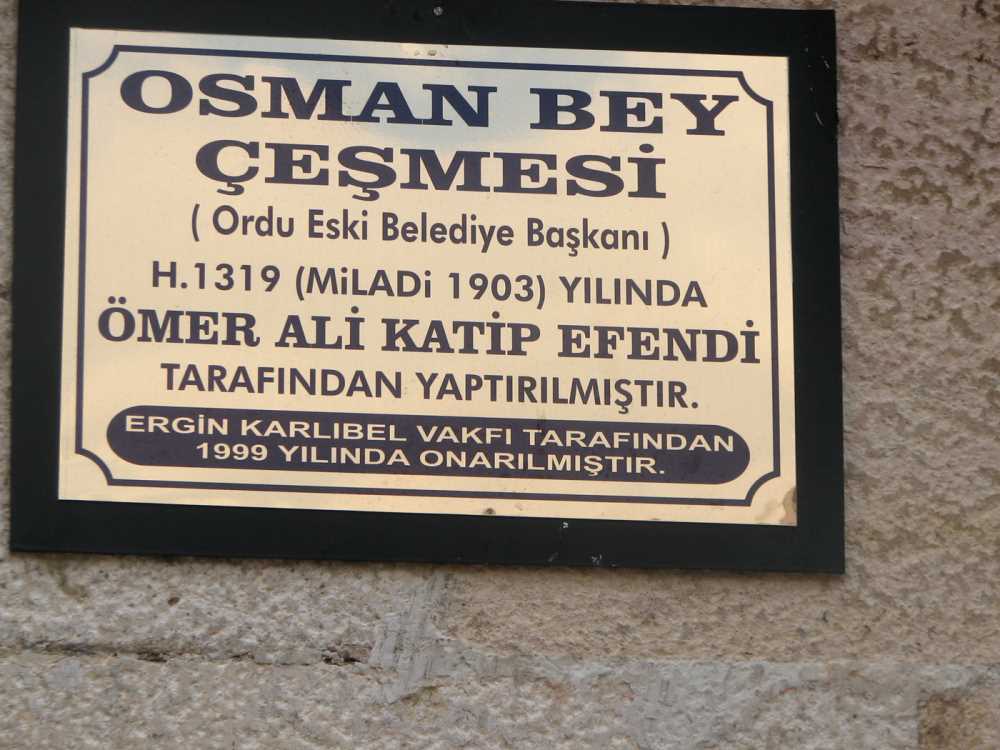 OSMAN BEY
ÇEŞMESİ
( Ordu Eski Belediye Başkanı )
H.1319 (MiLADi 1903) YILINDA
ÖMER ALİ KATİP EFENDİ
TARAFINDAN YAPTIRILMIŞTIR.
ERGİN KARLIBEL VAKFI TARAFINDAN
1999 YILINDA ONARILMIŞTIR.